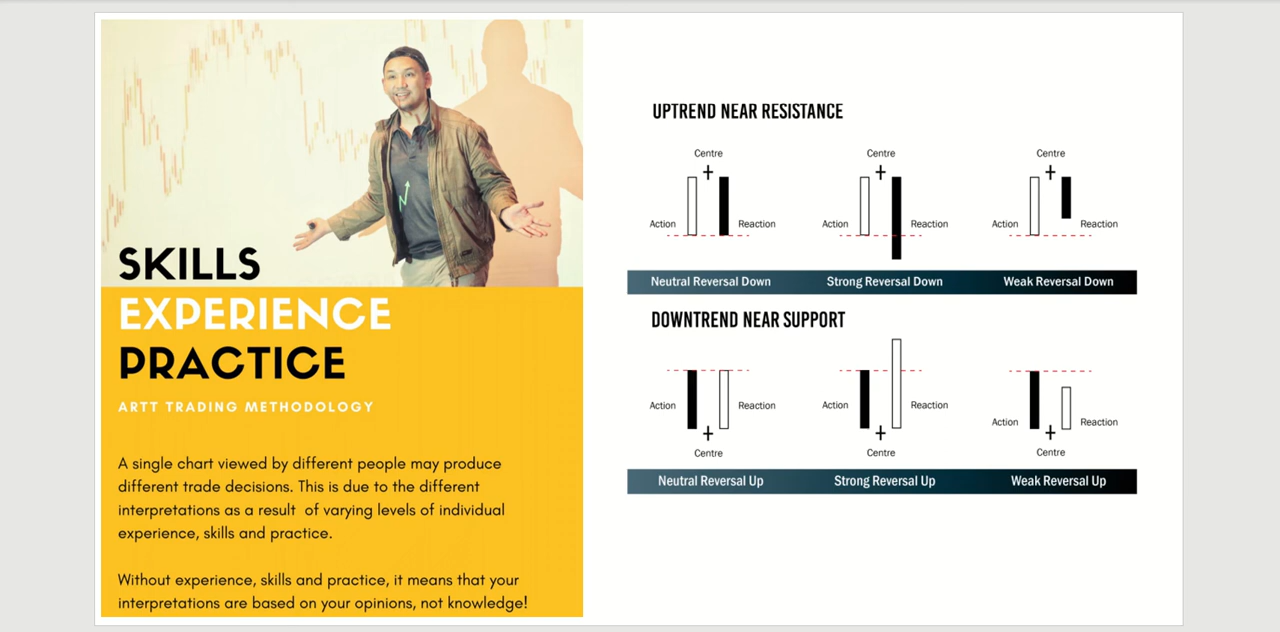 SKILLS
EXPERIENCE
PRACTICE
ARTT TRADING METHODOLOGY
A single chart viewed by different people may produce
different trade decisions. This is due to the different
interpretations as a result of varying levels of individual
experience, skills and practice.
Without experience, skills and practice, it means that your
interpretations are based on your opinions, not knowledge!
UPTREND NEAR RESISTANCE
Centre Centre Centre
Action Reaction Action Reaction Action Reaction
Neutral Reversal Down Strong Reversal Down Weak Reversal Down
DOWNTREND NEAR SUPPORT
Action Reaction Action Reaction Action Reaction
Centre Centre Centre
Neutral Reversal Up Strong Reversal Up Weak Reversal Up